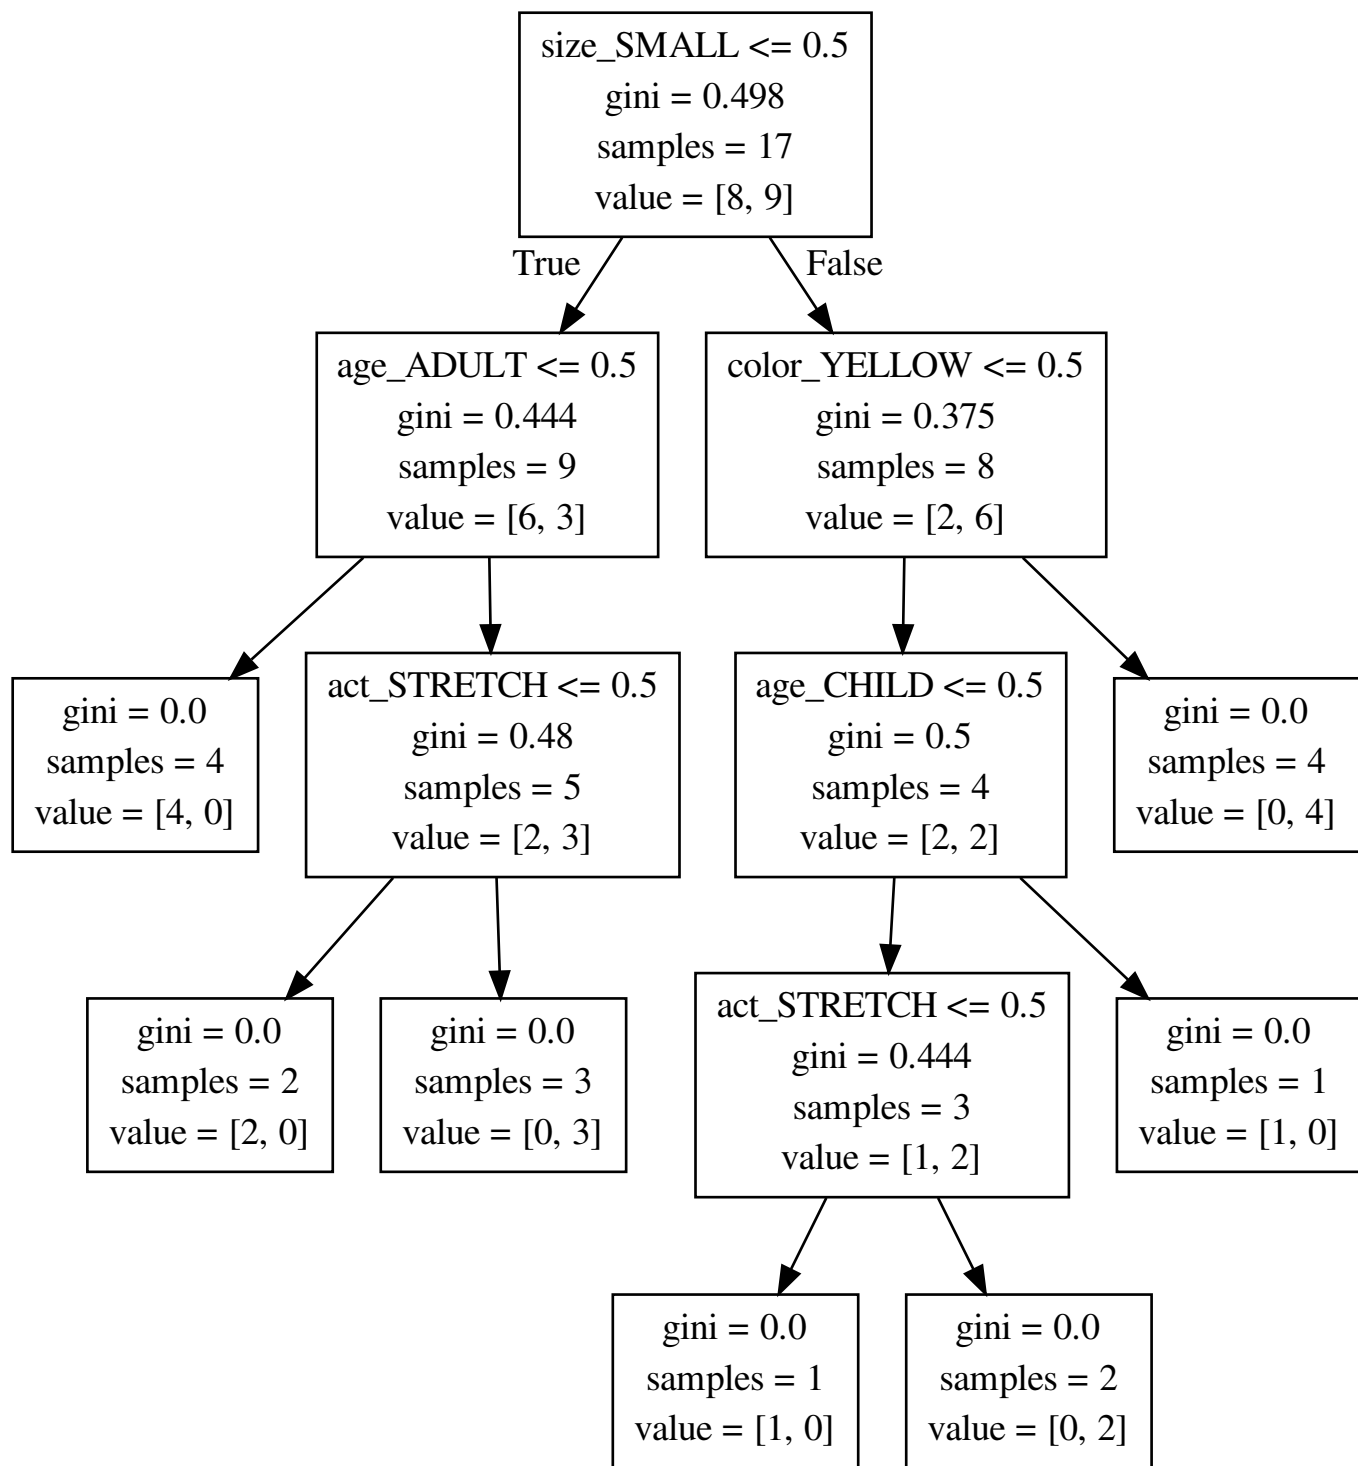 size_SMALL <= 0.5
gini = 0.498
samples = 17
value = [8, 9]
True
False
age_ADULT <= 0.5
gini = 0.444
samples = 9
value = [6, 3]
color_YELLOW <= 0.5
gini = 0.375
samples = 8
value = [2, 6]
gini = 0.0
samples = 4
value = [4, 0]
act_STRETCH <= 0.5
gini = 0.48
samples = 5
value = [2, 3]
age_CHILD <= 0.5
gini = 0.5
samples = 4
value = [2, 2]
gini = 0.0
samples = 4
value = [0, 4]
gini = 0.0
samples = 2
value = [2, 0]
gini = 0.0
samples = 3
value = [0, 3]
act_STRETCH <= 0.5
gini = 0.444
samples = 3
value = [1, 2]
gini = 0.0
samples = 1
value = [1, 0]
gini = 0.0
samples = 1
value = [1, 0]
gini = 0.0
samples = 2
value = [0, 2]